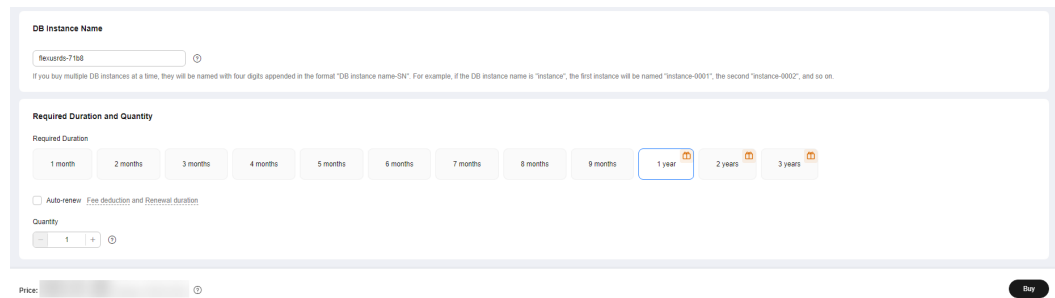 DB Instance Name
flexusrds-71b8
If you buy multiple DB instances at a time, they will be named with four digits appended in the format "DB instance name-SN". For example, if the DB instance name is "instance", the first instance will be named "instance-0001", the second "instance-0002", and so on.
Required Duration and Quantity
Required Duration
1 month 2 months 3 months 4 months 5 months 6 months 7 months 8 months 9 months 1 year 2 years 3 years
Auto-renew Fee deduction and Renewal duration
Quantity
– 1 + ?
Price: ? Buy